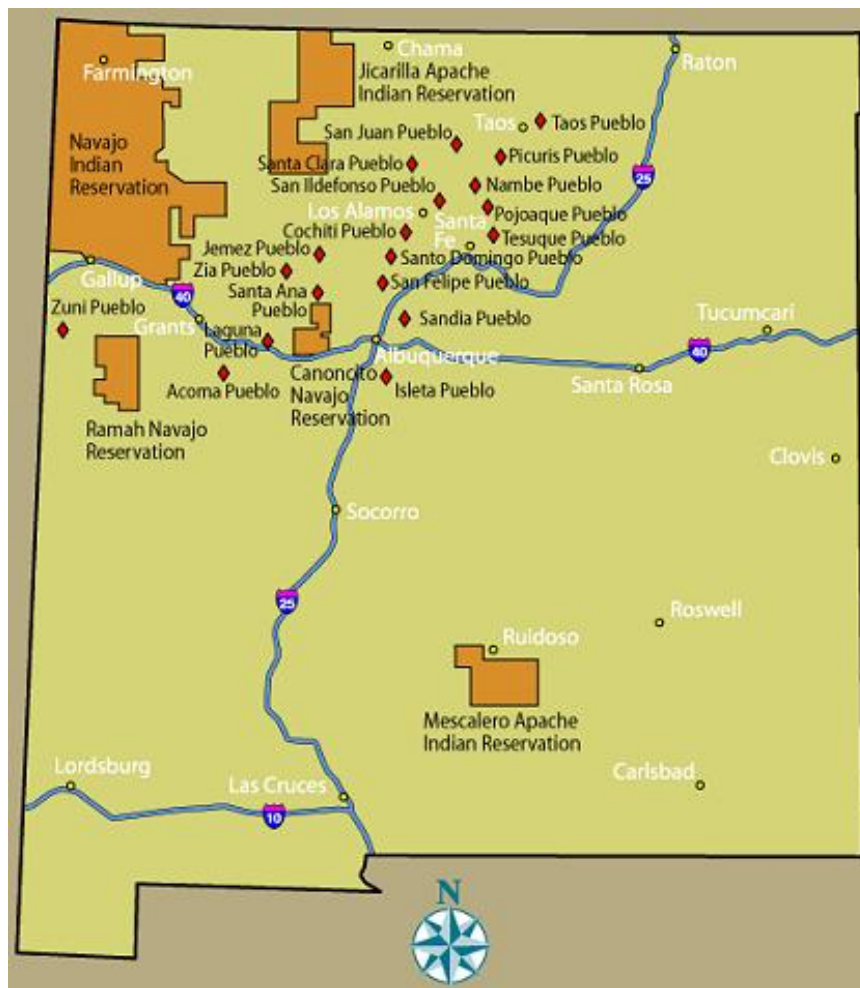 Chama
Farmington
Raton
Jicarilla Apache
Indian Reservation
Taos
Taos Pueblo
San Juan Pueblo
Navajo
Indian
Reservation
Picuris Pueblo
Santa Clara Pueblo
25
San Ildefonso Pueblo
Nambe Pueblo
Los Alamos
Pojoaque Pueblo
Santa
Fe
Cochiti Pueblo
Tesuque Pueblo
Jemez Pueblo
Santo Domingo Pueblo
Gallup
Zia Pueblo
San Felipe Pueblo
40
Santa Ana
Pueblo
Zuni Pueblo
Grants
Laguna
Pueblo
Sandia Pueblo
Tucumcari
Albuquerque
40
Canoncito
Navajo
Reservation
Santa Rosa
Acoma Pueblo
Isleta Pueblo
Ramah Navajo
Reservation
Clovis
Socorro
25
Roswell
Ruidoso
Mescalero Apache
Indian Reservation
Lordsburg
Las Cruces
Carlsbad
10
N